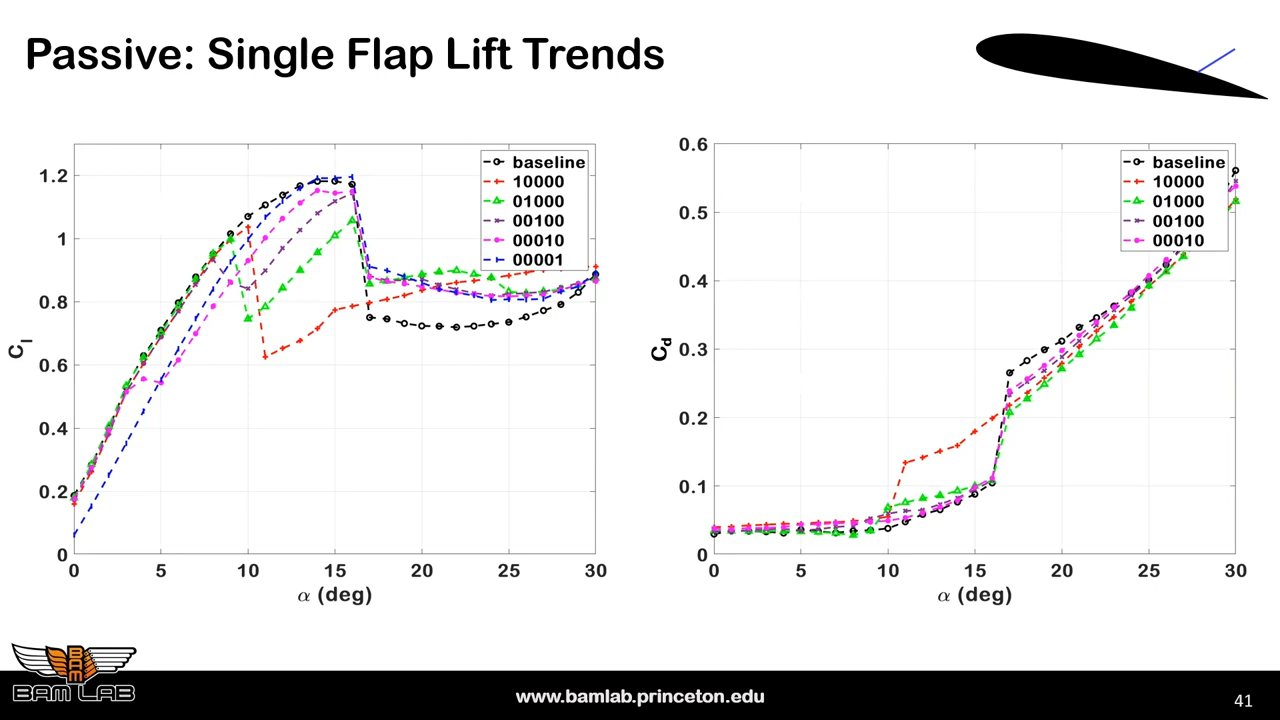 Passive: Single Flap Lift Trends
1.2
1
0.8
0.6
0.4
0.2
0
0 5 10 15 20 25 30
Cl
α (deg)
baseline
10000
01000
00100
00010
00001
0.6
0.5
0.4
0.3
0.2
0.1
0
0 5 10 15 20 25 30
Cd
α (deg)
baseline
10000
01000
00100
00010
BAM
BAM LAB
www.bamlab.princeton.edu
41